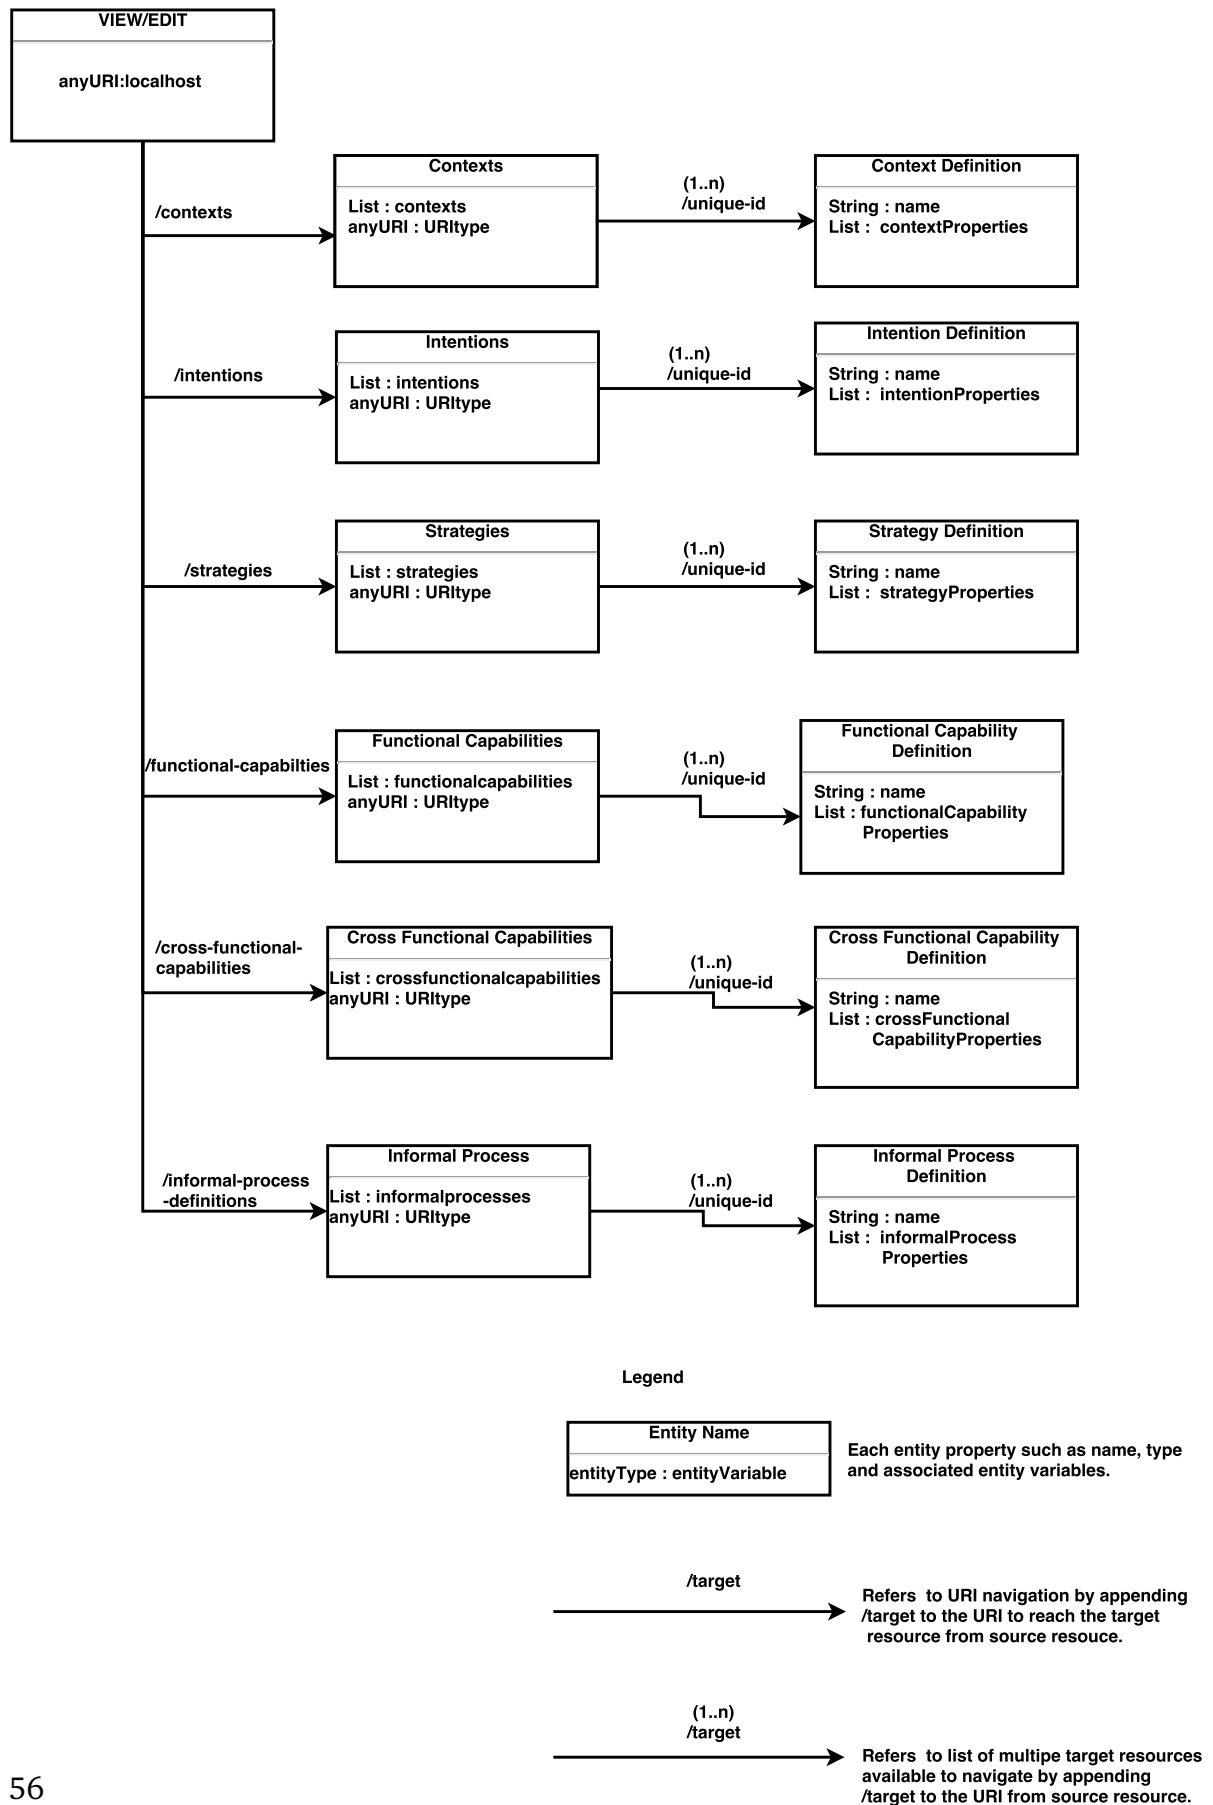 VIEW/EDIT
anyURI:localhost
/contexts
Contexts
List : contexts
anyURI : URItype
(1..n)
/unique-id
Context Definition
String : name
List :  contextProperties
/intentions
Intentions
List : intentions
anyURI : URItype
(1..n)
/unique-id
Intention Definition
String : name
List :  intentionProperties
/strategies
Strategies
List : strategies
anyURI : URItype
(1..n)
/unique-id
Strategy Definition
String : name
List :  strategyProperties
/functional-capabilties
Functional Capabilities
List : functionalcapabilities
anyURI : URItype
(1..n)
/unique-id
Functional Capability
Definition
String : name
List : functionalCapability
Properties
/cross-functional-
capabilities
Cross Functional Capabilities
List : crossfunctionalcapabilities
anyURI : URItype
(1..n)
/unique-id
Cross Functional Capability
Definition
String : name
List : crossFunctional
CapabilityProperties
/informal-process
-definitions
Informal Process
List : informalprocesses
anyURI : URItype
(1..n)
/unique-id
Informal Process
Definition
String : name
List :  informalProcess
Properties
Legend
Entity Name
entityType : entityVariable
Each entity property such as name, type
and associated entity variables.
/target
Refers  to URI navigation by appending
/target to the URI to reach the target
resource from source resouce.
(1..n)
/target
Refers  to list of multipe target resources
available to navigate by appending
/target to the URI from source resource.
56